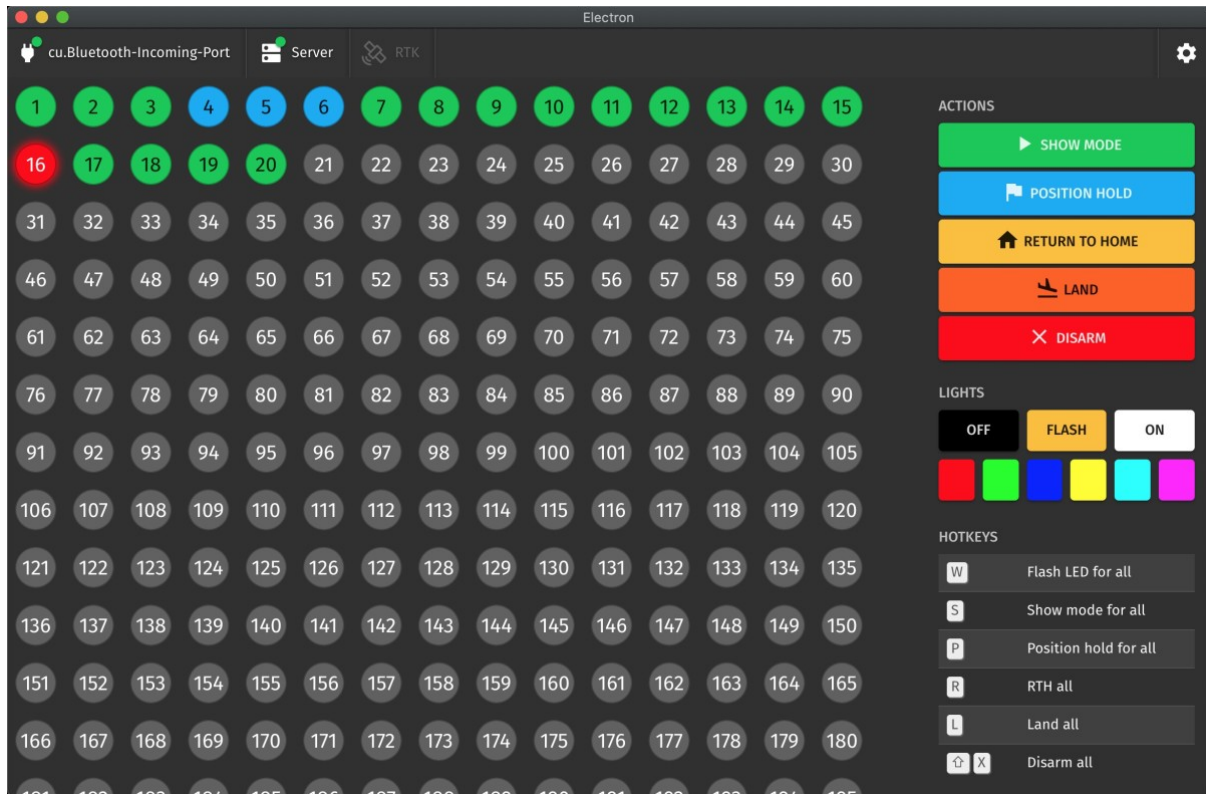 Electron
cu.Bluetooth-Incoming-Port Server RTK
1 2 3 4 5 6 7 8 9 10 11 12 13 14 15
16 17 18 19 20 21 22 23 24 25 26 27 28 29 30
31 32 33 34 35 36 37 38 39 40 41 42 43 44 45
46 47 48 49 50 51 52 53 54 55 56 57 58 59 60
61 62 63 64 65 66 67 68 69 70 71 72 73 74 75
76 77 78 79 80 81 82 83 84 85 86 87 88 89 90
91 92 93 94 95 96 97 98 99 100 101 102 103 104 105
106 107 108 109 110 111 112 113 114 115 116 117 118 119 120
121 122 123 124 125 126 127 128 129 130 131 132 133 134 135
136 137 138 139 140 141 142 143 144 145 146 147 148 149 150
151 152 153 154 155 156 157 158 159 160 161 162 163 164 165
166 167 168 169 170 171 172 173 174 175 176 177 178 179 180
ACTIONS
SHOW MODE
POSITION HOLD
RETURN TO HOME
LAND
DISARM
LIGHTS
OFF FLASH ON
HOTKEYS
W Flash LED for all
S Show mode for all
P Position hold for all
R RTH all
L Land all
⇧ X Disarm all